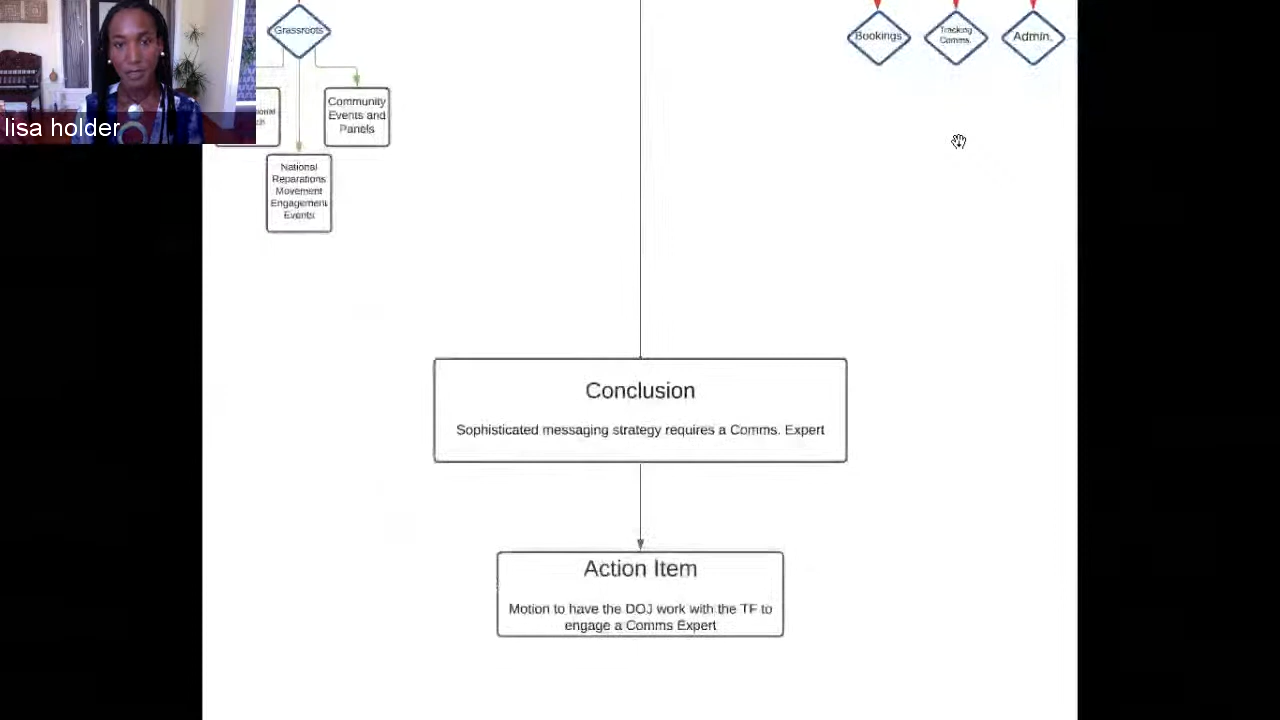 Grassroots
Bookings
Tracking
Comms.
Admin.
lisa holder
Community
Events and
Panels
National
Reparations
Movement
Engagement
Events
Conclusion
Sophisticated messaging strategy requires a Comms. Expert
Action Item
Motion to have the DOJ work with the TF to
engage a Comms Expert